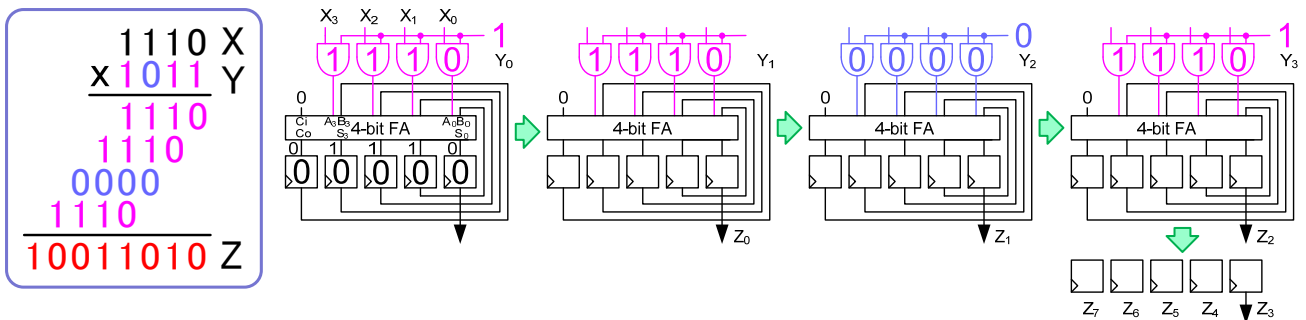 1110 X
x 1011 Y
1110
1110
0000
1110
10011010 Z
X3 X2 X1 X0
1 1 1 0 1
Y0
0
Ci A3B3 A0B0
Co S3 4-bit FA S0
0 1 1 1 0
0 0 0 0 0
1 1 1 0
Y1
0
4-bit FA
Z0
0 0 0 0 0
Y2
0
4-bit FA
Z1
1 1 1 0 1
Y3
0
4-bit FA
Z2
Z7 Z6 Z5 Z4 Z3